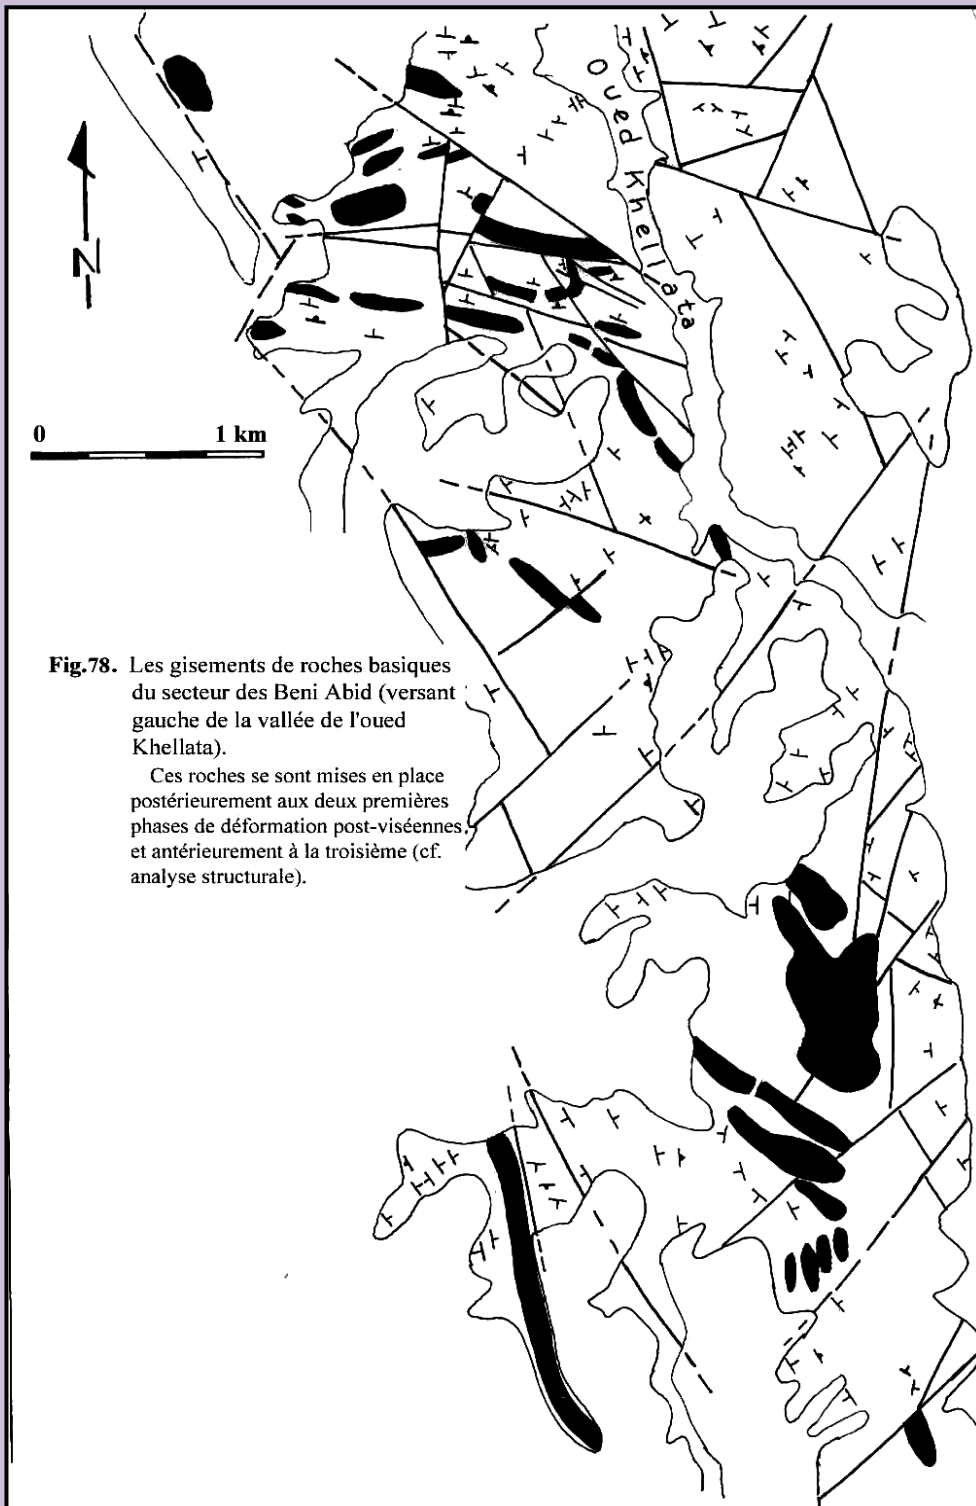 Oued Khellata
N
0 1 km
Fig.78. Les gisements de roches basiques
du secteur des Beni Abid (versant
gauche de la vallée de l'oued
Khellata).
Ces roches se sont mises en place
postérieurement aux deux premières
phases de déformation post-viséennes,
et antérieurement à la troisième (cf.
analyse structurale).